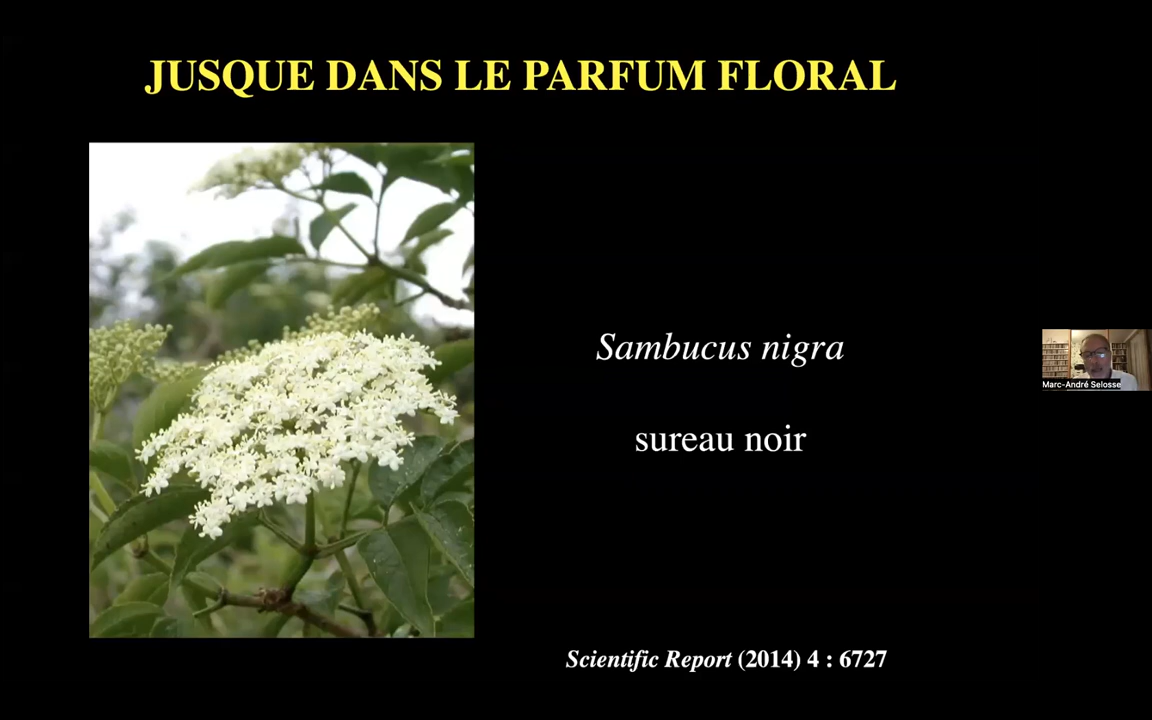 JUSQUE DANS LE PARFUM FLORAL
Sambucus nigra
sureau noir
Marc-André Selosse
Scientific Report (2014) 4 : 6727